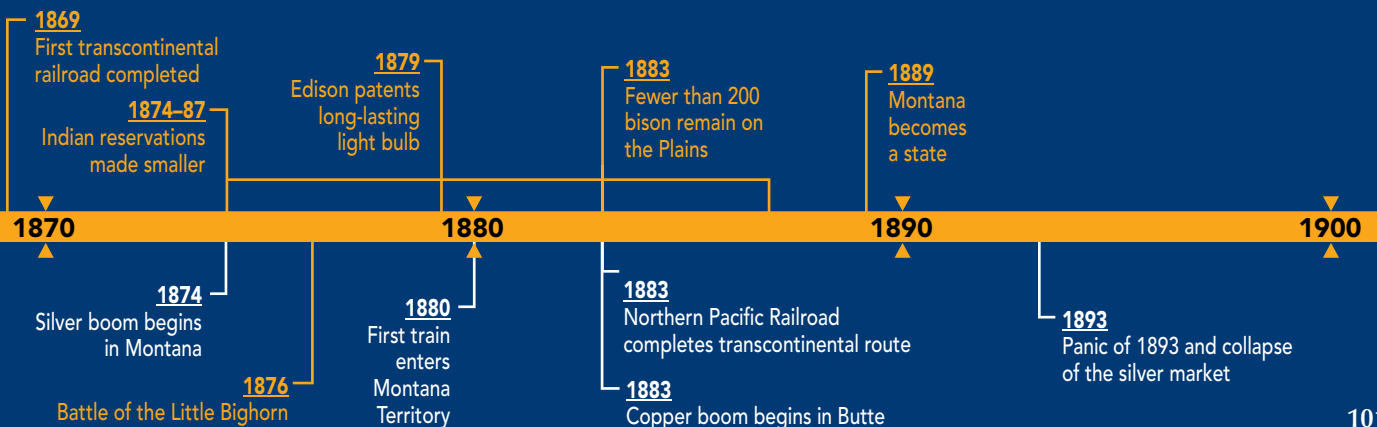 1869
First transcontinental
railroad completed
1874–87
Indian reservations
made smaller
1879
Edison patents
long-lasting
light bulb
1883
Fewer than 200
bison remain on
the Plains
1889
Montana
becomes
a state
1870
1880
1890
1900
1874
Silver boom begins
in Montana
1876
Battle of the Little Bighorn
1880
First train
enters
Montana
Territory
1883
Northern Pacific Railroad
completes transcontinental route
1883
Copper boom begins in Butte
1893
Panic of 1893 and collapse
of the silver market